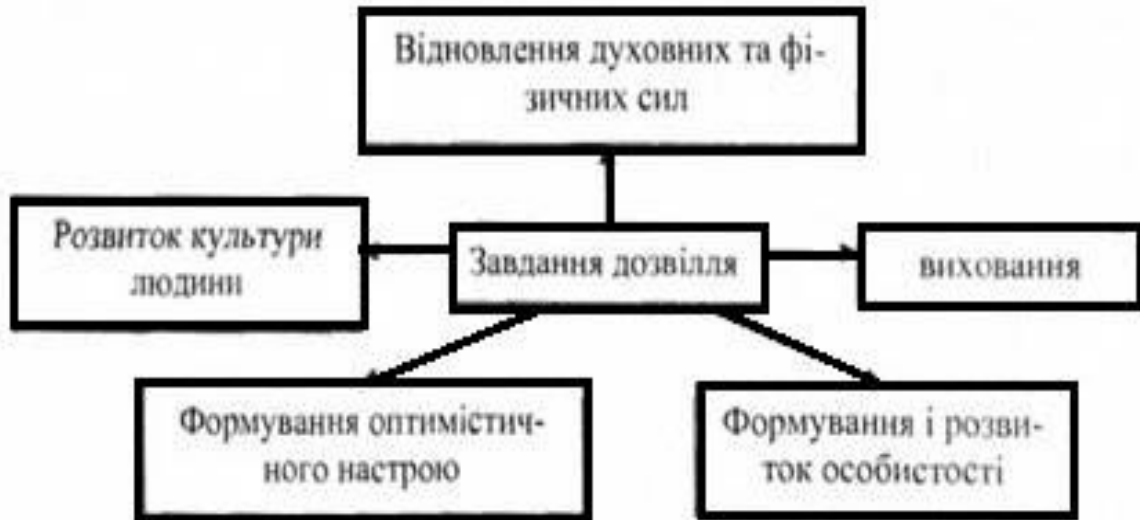 Відновлення духовних та фі-
зичних сил
Розвиток культури
людини
Завдання дозвілля
виховання
Формування оптимістич-
ного настрою
Формування і розви-
ток особистості